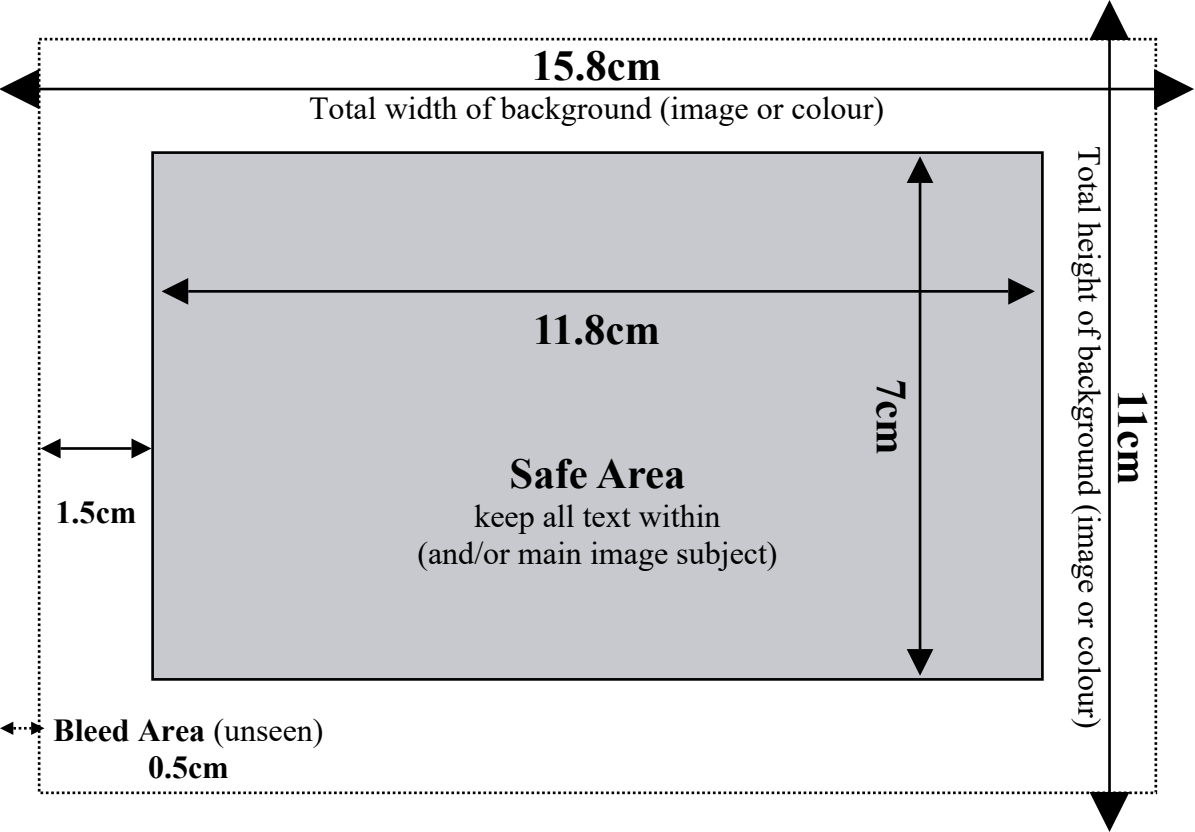 15.8cm
Total width of background (image or colour)
11.8cm
7cm
Total height of background (image or colour)
11cm
1.5cm
Safe Area
keep all text within
(and/or main image subject)
Bleed Area (unseen)
0.5cm